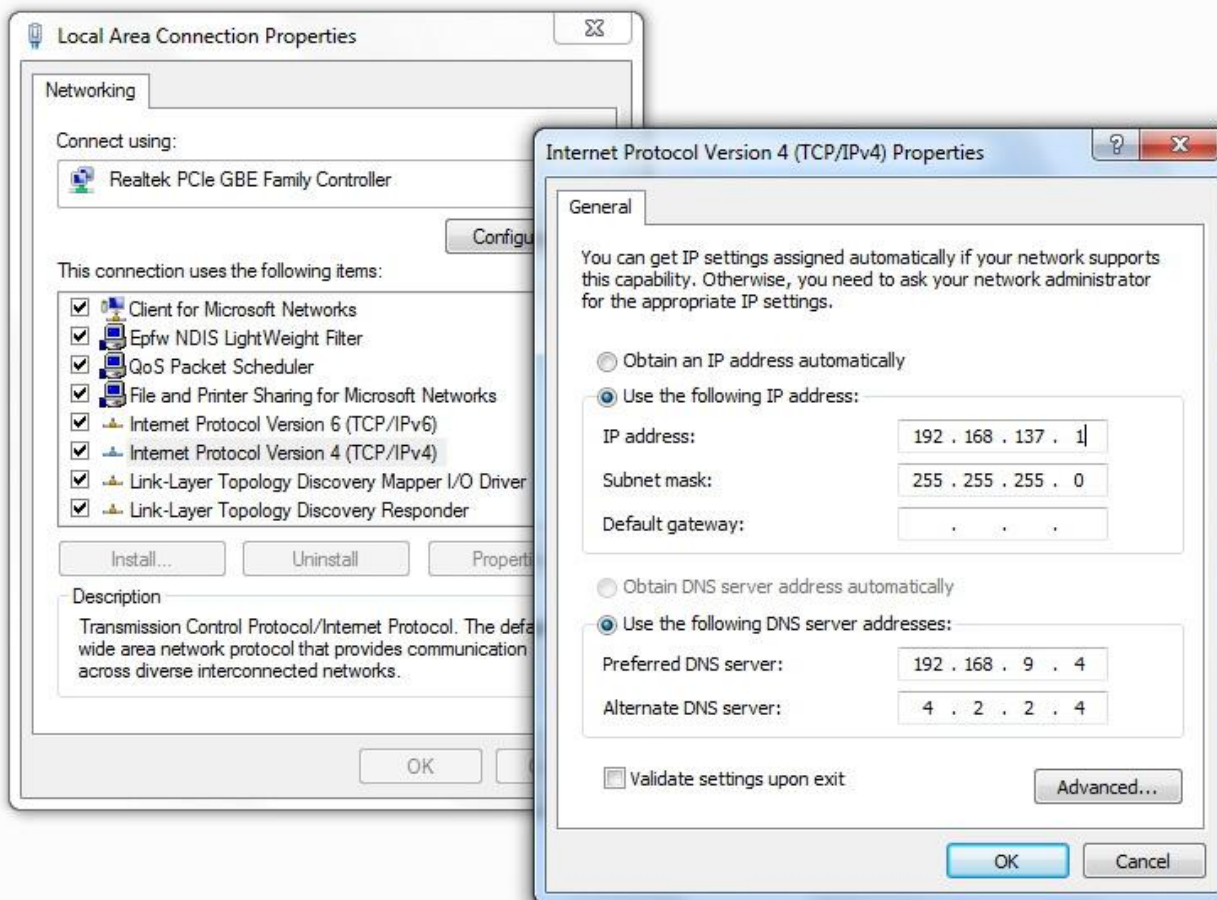 Local Area Connection Properties
Networking
Connect using:
Realtek PCIe GBE Family Controller
This connection uses the following items:
Client for Microsoft Networks
Epfw NDIS LightWeight Filter
QoS Packet Scheduler
File and Printer Sharing for Microsoft Networks
Internet Protocol Version 6 (TCP/IPv6)
Internet Protocol Version 4 (TCP/IPv4)
Link-Layer Topology Discovery Mapper I/O Driver
Link-Layer Topology Discovery Responder
Install...
Uninstall
Description
Transmission Control Protocol/Internet Protocol. The
wide area network protocol that provides communication
across diverse interconnected networks.
OK
Internet Protocol Version 4 (TCP/IPv4) Properties
General
You can get IP settings assigned automatically if your network supports
this capability. Otherwise, you need to ask your network administrator
for the appropriate IP settings.
Obtain an IP address automatically
Use the following IP address:
IP address: 192 . 168 . 137 . 1
Subnet mask: 255 . 255 . 255 . 0
Default gateway: . . .
Obtain DNS server address automatically
Use the following DNS server addresses:
Preferred DNS server: 192 . 168 . 9 . 4
Alternate DNS server: 4 . 2 . 2 . 4
Validate settings upon exit
Advanced...
OK
Cancel